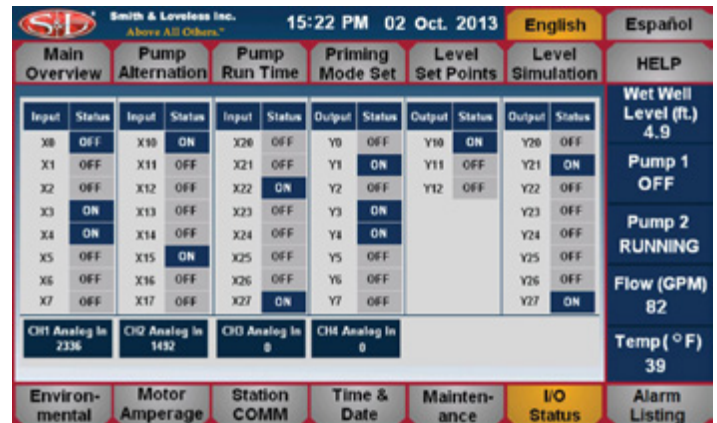 S&L
Smith & Loveless Inc.
Above All Others.™
15:22 PM 02 Oct. 2013
English
Español
Main Overview
Pump Alternation
Pump Run Time
Priming Mode Set
Level Set Points
Level Simulation
HELP
Input Status Input Status Input Status Output Status Output Status Output Status
X0 OFF X10 ON X20 OFF Y0 OFF Y10 ON Y20 OFF
X1 OFF X11 OFF X21 OFF Y1 ON Y11 OFF Y21 ON
X2 OFF X12 OFF X22 ON Y2 OFF Y12 OFF Y22 OFF
X3 ON X13 OFF X23 OFF Y3 ON Y23 OFF
X4 ON X14 OFF X24 OFF Y4 ON Y24 OFF
X5 OFF X15 ON X25 OFF Y5 OFF Y25 OFF
X6 OFF X16 OFF X26 OFF Y6 OFF Y26 OFF
X7 OFF X17 OFF X27 ON Y7 OFF Y27 ON
CH1 Analog In
2336
CH2 Analog In
1492
CH3 Analog In
0
CH4 Analog In
0
Wet Well
Level (ft.)
4.9
Pump 1
OFF
Pump 2
RUNNING
Flow (GPM)
82
Temp(°F)
39
Environ-
mental
Motor
Amperage
Station
COMM
Time &
Date
Mainten-
ance
I/O
Status
Alarm
Listing